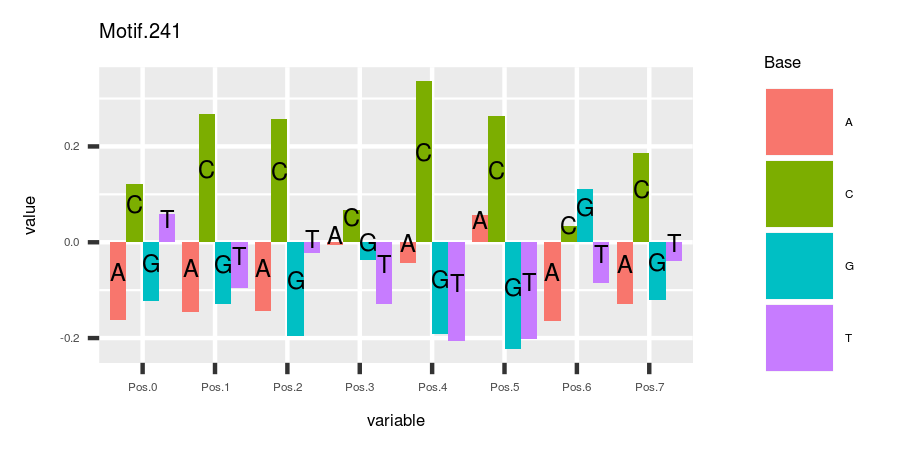 Motif.241
Base
A
C
G
T
value
0.2
0.0
-0.2
A C G T
A C G T
A C G T
A C G T
A C G T
A C G T
A C G T
A C G T
Pos.0 Pos.1 Pos.2 Pos.3 Pos.4 Pos.5 Pos.6 Pos.7
variable